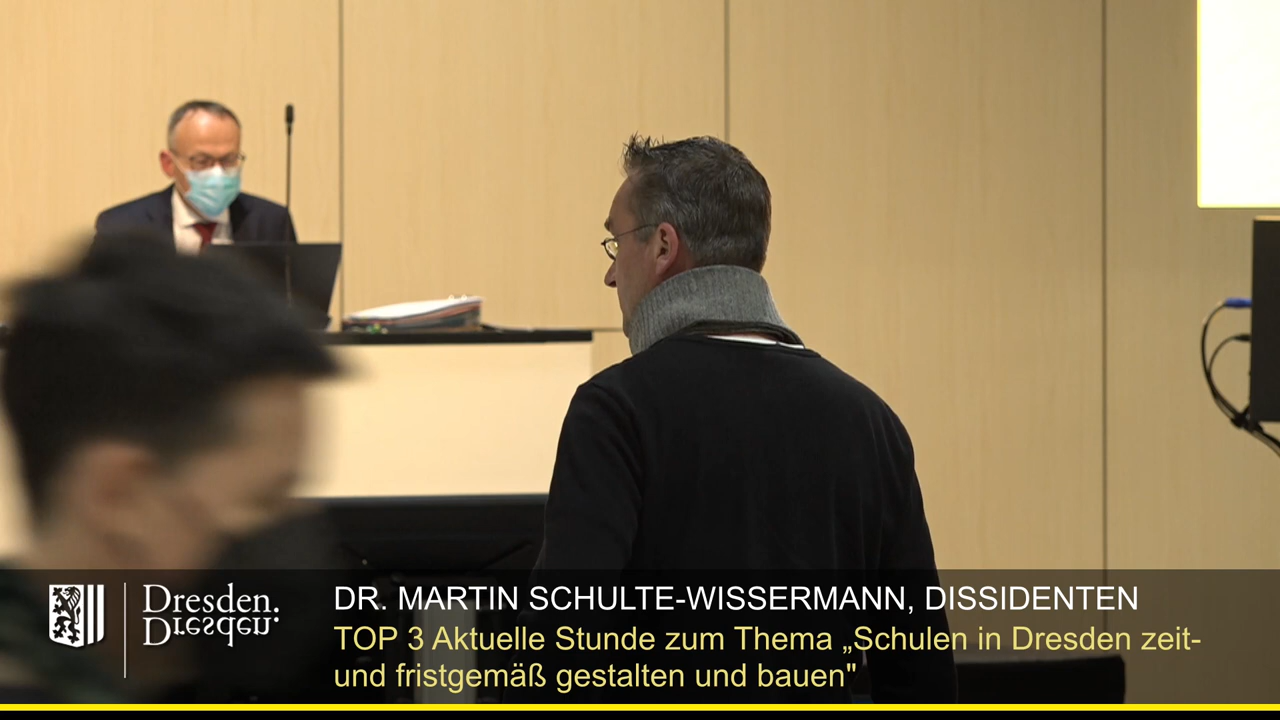 Dresden.
Dresden.
DR. MARTIN SCHULTE-WISSERMANN, DISSIDENTEN
TOP 3 Aktuelle Stunde zum Thema „Schulen in Dresden zeit-
und fristgemäß gestalten und bauen"